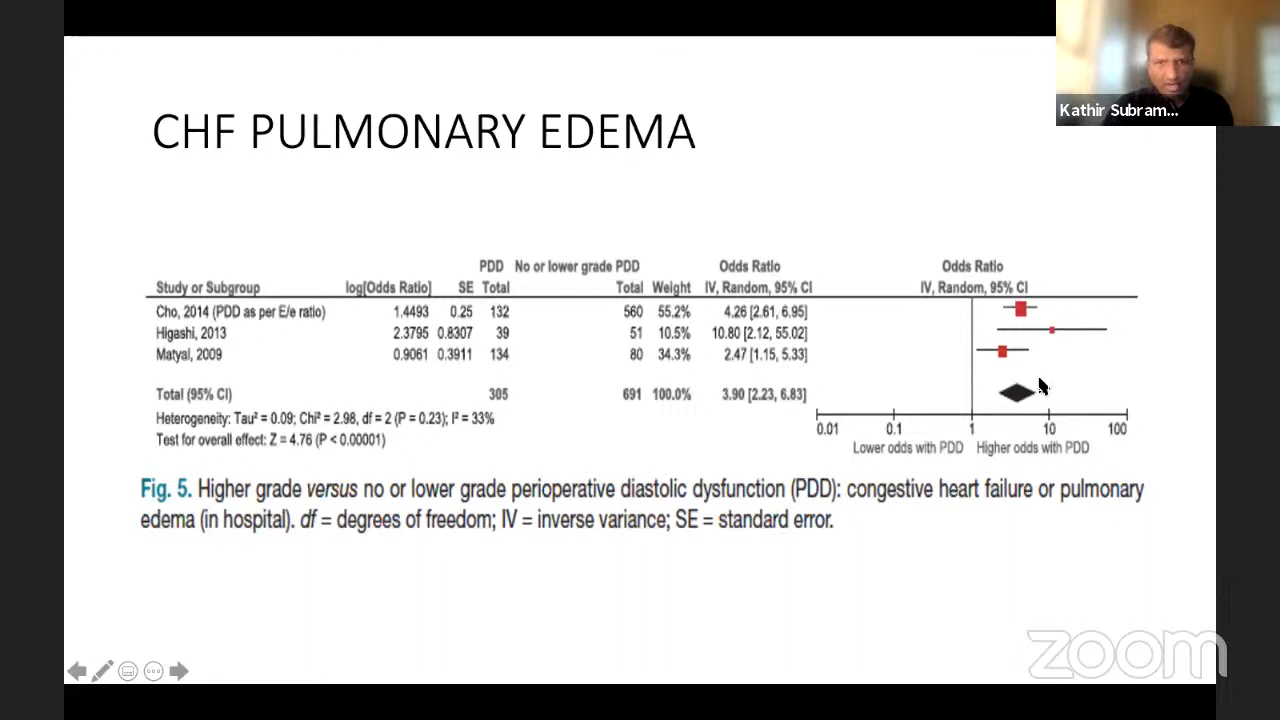 Kathir Subram...
CHF PULMONARY EDEMA
PDD No or lower grade PDD Odds Ratio Odds Ratio
Study or Subgroup log[Odds Ratio] SE Total Total Weight IV, Random, 95% CI IV, Random, 95% CI
Cho, 2014 (PDD as per E/e ratio) 1.4493 0.25 132 560 55.2% 4.26 [2.61, 6.95]
Higashi, 2013 2.3795 0.8307 39 51 10.5% 10.80 [2.12, 55.02]
Matyal, 2009 0.9061 0.3911 134 80 34.3% 2.47 [1.15, 5.33]
Total (95% CI) 305 691 100.0% 3.90 [2.23, 6.83]
Heterogeneity: Tau² = 0.09; Chi² = 2.98, df = 2 (P = 0.23); I² = 33%
Test for overall effect: Z = 4.76 (P < 0.00001)
0.01 0.1 1 10 100
Lower odds with PDD Higher odds with PDD
Fig. 5. Higher grade versus no or lower grade perioperative diastolic dysfunction (PDD): congestive heart failure or pulmonary
edema (in hospital). df = degrees of freedom; IV = inverse variance; SE = standard error.
zoom